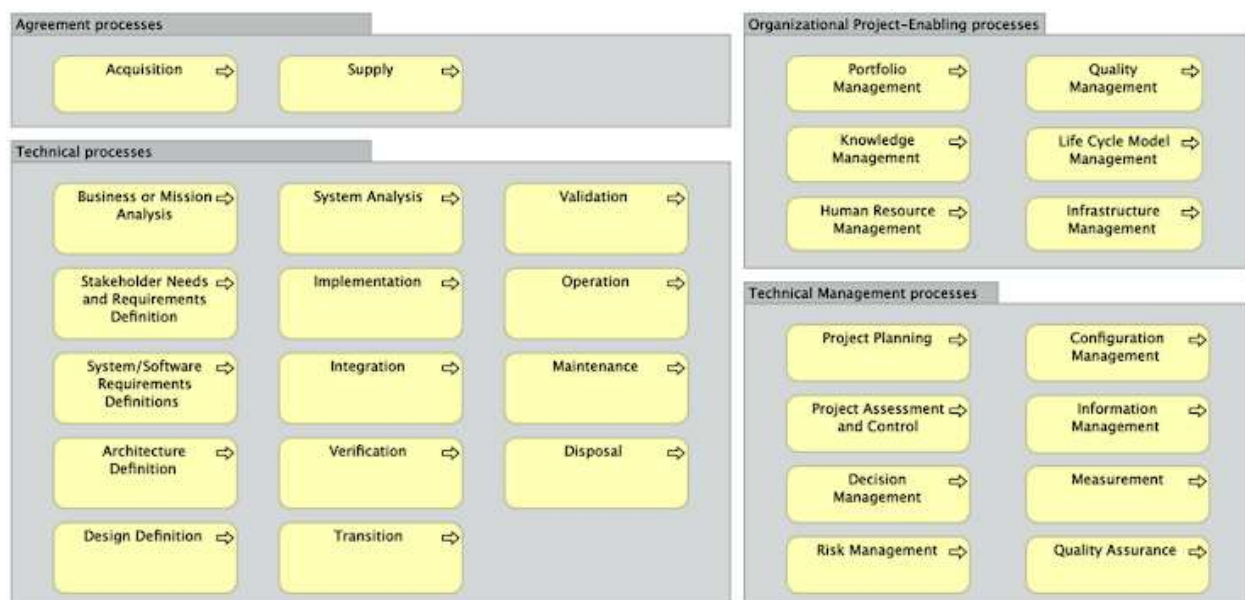 Agreement processes
Acquisition
Supply
Technical processes
Business or Mission
Analysis
System Analysis
Validation
Stakeholder Needs
and Requirements
Definition
Implementation
Operation
System/Software
Requirements
Definitions
Integration
Maintenance
Architecture
Definition
Verification
Disposal
Design Definition
Transition
Organizational Project-Enabling processes
Portfolio
Management
Quality
Management
Knowledge
Management
Life Cycle Model
Management
Human Resource
Management
Infrastructure
Management
Technical Management processes
Project Planning
Configuration
Management
Project Assessment
and Control
Information
Management
Decision
Management
Measurement
Risk Management
Quality Assurance